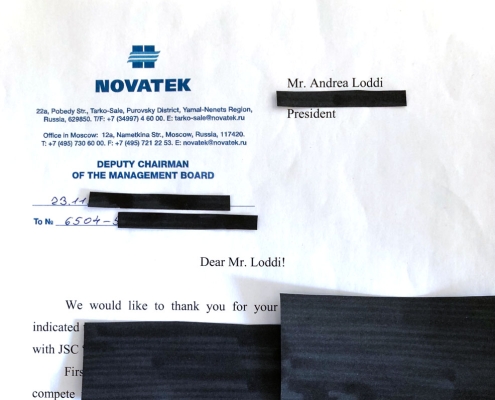 NOVATEK
22a, Pobedy Str., Tarko-Sale, Purovsky District, Yamal-Nenets Region,
Russia, 629850. T/F: +7 (34997) 4 60 00. E: tarko-sale@novatek.ru
Office in Moscow: 12a, Nametkina Str., Moscow, Russia, 117420.
T: +7 (495) 730 60 00. F: +7 (495) 721 22 53. E: novatek@novatek.ru
DEPUTY CHAIRMAN
OF THE MANAGEMENT BOARD
23.11
To № 6504-5
Mr. Andrea Loddi
President
Dear Mr. Loddi!
We would like to thank you for your
indicated
with JSC
Firs
compete